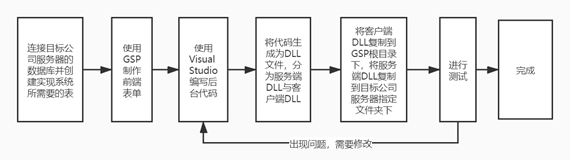 连接目标公
司服务器的
数据库并创
建实现系统
所需要的表
使用
GSP
制作
前端
表单
使用
Visual
Studio
编写后
台代码
将代码生
成为DLL
文件，分
为服务端
DLL与客
户端DLL
将客户端
DLL复制到
GSP根目录
下，将服务
端DLL复制
到目标公司
服务器指定
文件夹下
进行
测试
完成
出现问题，需要修改